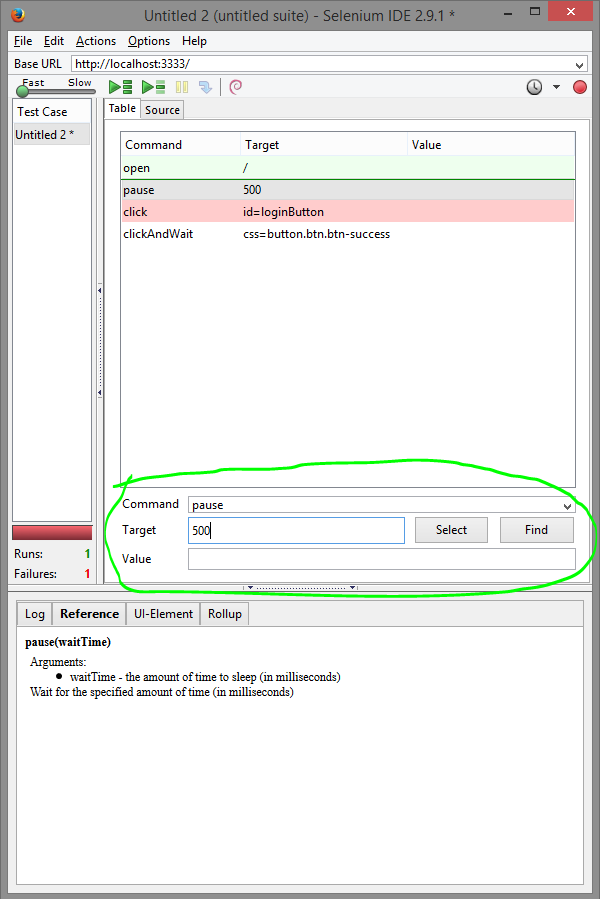 Untitled 2 (untitled suite) - Selenium IDE 2.9.1 *
File Edit Actions Options Help
Base URL http://localhost:3333/
Fast Slow
Test Case
Untitled 2 *
Table Source
Command Target Value
open /
pause 500
click id=loginButton
clickAndWait css=button.btn.btn-success
Command pause
Target 500 Select Find
Value
Runs: 1
Failures: 1
Log Reference UI-Element Rollup
pause(waitTime)
Arguments:
• waitTime - the amount of time to sleep (in milliseconds)
Wait for the specified amount of time (in milliseconds)